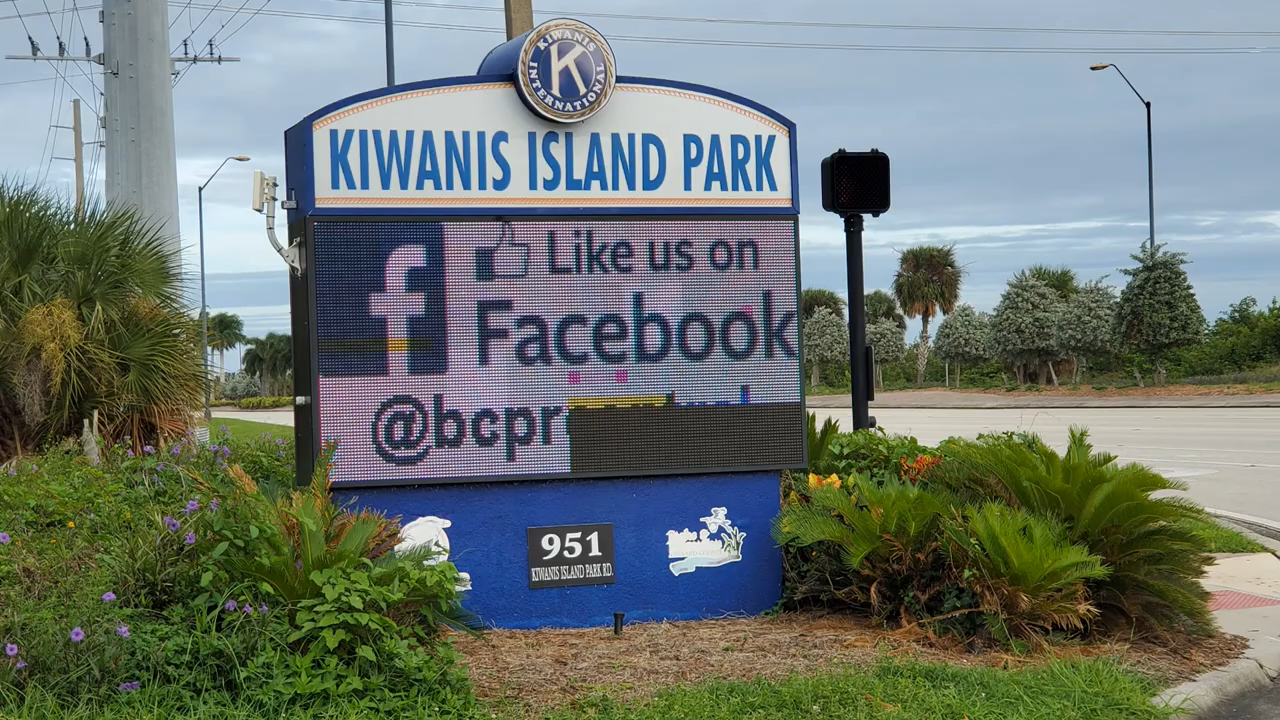 KIWANIS
K
INTERNATIONAL
KIWANIS ISLAND PARK
f
Like us on
Facebook
@bcpr
951
KIWANIS ISLAND PARK RD.